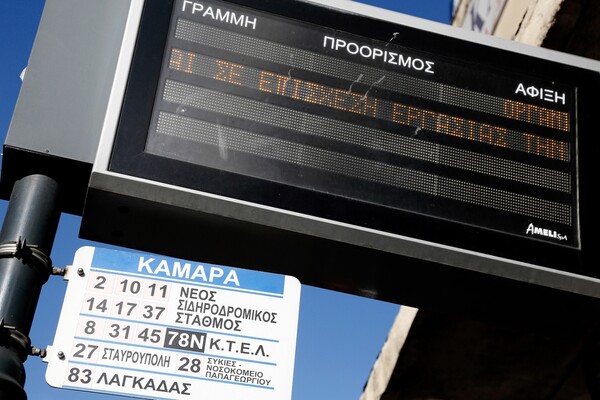 ΓΡΑΜΜΗ ΠΡΟΟΡΙΣΜΟΣ ΑΦΙΞΗ
ΟΡΓΑΝ
ΑΙ ΣΕ ΕΠΙΣΧΕΣΗ ΕΡΓΑΣΙΑΣ ΤΗΝ
AMELI S.p.A.
ΚΑΜΑΡΑ
2 10 11 ΝΕΟΣ
14 17 37 ΣΙΔΗΡΟΔΡΟΜΙΚΟΣ
ΣΤΑΘΜΟΣ
8 31 45 78Ν Κ.Τ.Ε.Λ.
27 ΣΤΑΥΡΟΥΠΟΛΗ 28 ΣΥΚΙΕΣ-
ΝΟΣΟΚΟΜΕΙΟ
ΠΑΠΑΓΕΩΡΓΙΟΥ
83 ΛΑΓΚΑΔΑΣ